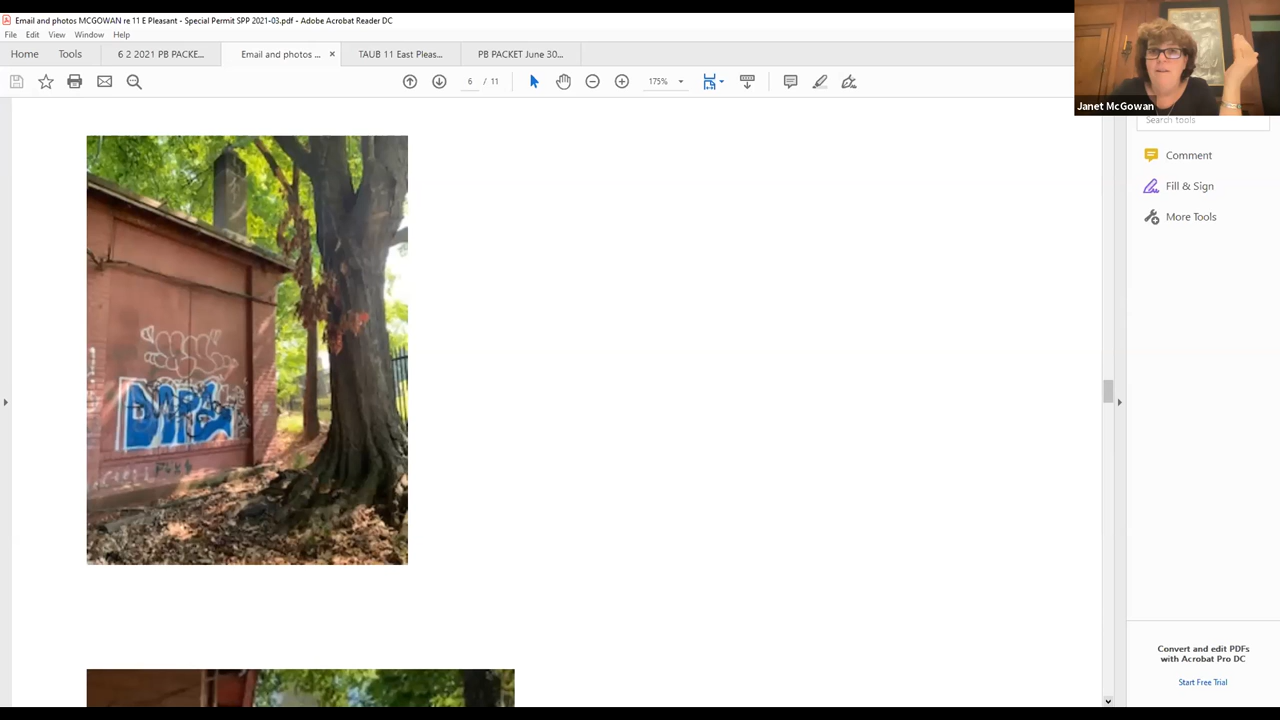 Email and photos MCGOWAN re 11 E Pleasant - Special Permit SPP 2021-03.pdf - Adobe Acrobat Reader DC
File Edit View Window Help
Home Tools 6 2 2021 PB PACKE... Email and photos ... × TAUB 11 East Pleas... PB PACKET June 30...
6 / 11 175%
Janet McGowan
Search tools
Comment
Fill & Sign
More Tools
DOPE
Convert and edit PDFs
with Acrobat Pro DC
Start Free Trial